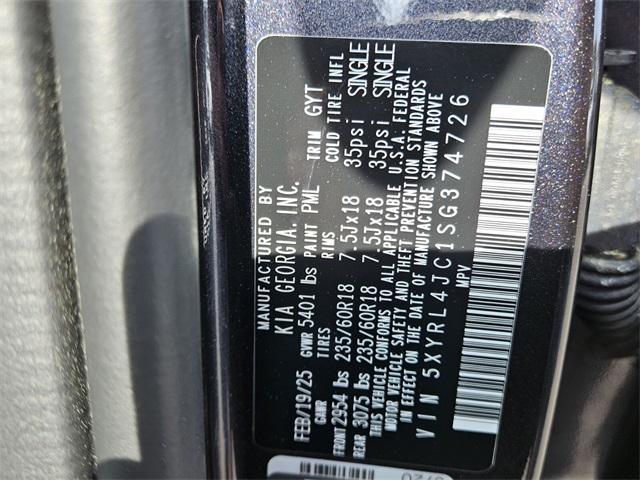 MANUFACTURED BY
KIA GEORGIA, INC.
FEB/19/25 GVWR 5401 lbs PAINT PML TRIM GYT
GAWR TIRES RIMS COLD TIRE INFL
FRONT 2954 lbs 235/60R18 7.5Jx18 35psi SINGLE
REAR 3075 lbs 235/60R18 7.5Jx18 35psi SINGLE
THIS VEHICLE CONFORMS TO ALL APPLICABLE U.S.A. FEDERAL
MOTOR VEHICLE SAFETY AND THEFT PREVENTION STANDARDS
IN EFFECT ON THE DATE OF MANUFACTURE SHOWN ABOVE
VIN 5XYRL4JC1SG374726
MPV